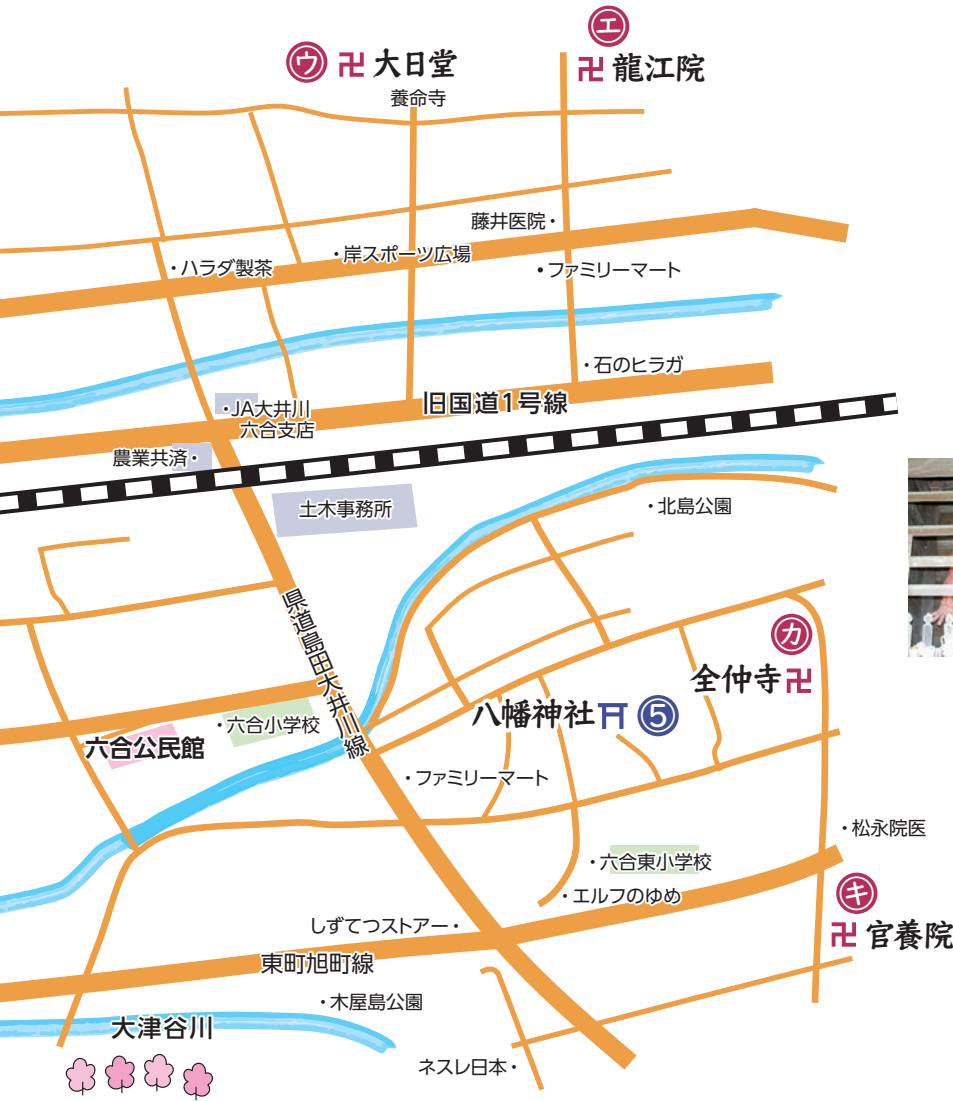 エ
ウ 卍 大日堂
卍 龍江院
養命寺
藤井医院・
・岸スポーツ広場
・ハラダ製茶
・ファミリーマート
・石のヒラガ
旧国道1号線
・JA大井川
六合支店
農業共済・
土木事務所
・北島公園
県道島田大井川線
カ
全仲寺卍
八幡神社 5
・六合小学校
六合公民館
・ファミリーマート
・松永院医
・六合東小学校
・エルフのゆめ
キ
しずてつストアー・
卍 官養院
東町旭町線
・木屋島公園
大津谷川
ネスレ日本・